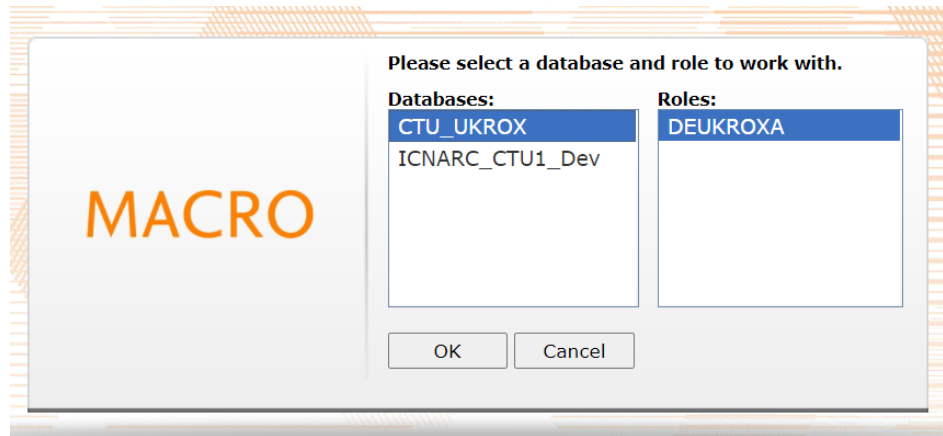 MACRO
Please select a database and role to work with.
Databases:
CTU_UKROX
ICNARC_CTU1_Dev
Roles:
DEUKROXA
OK
Cancel